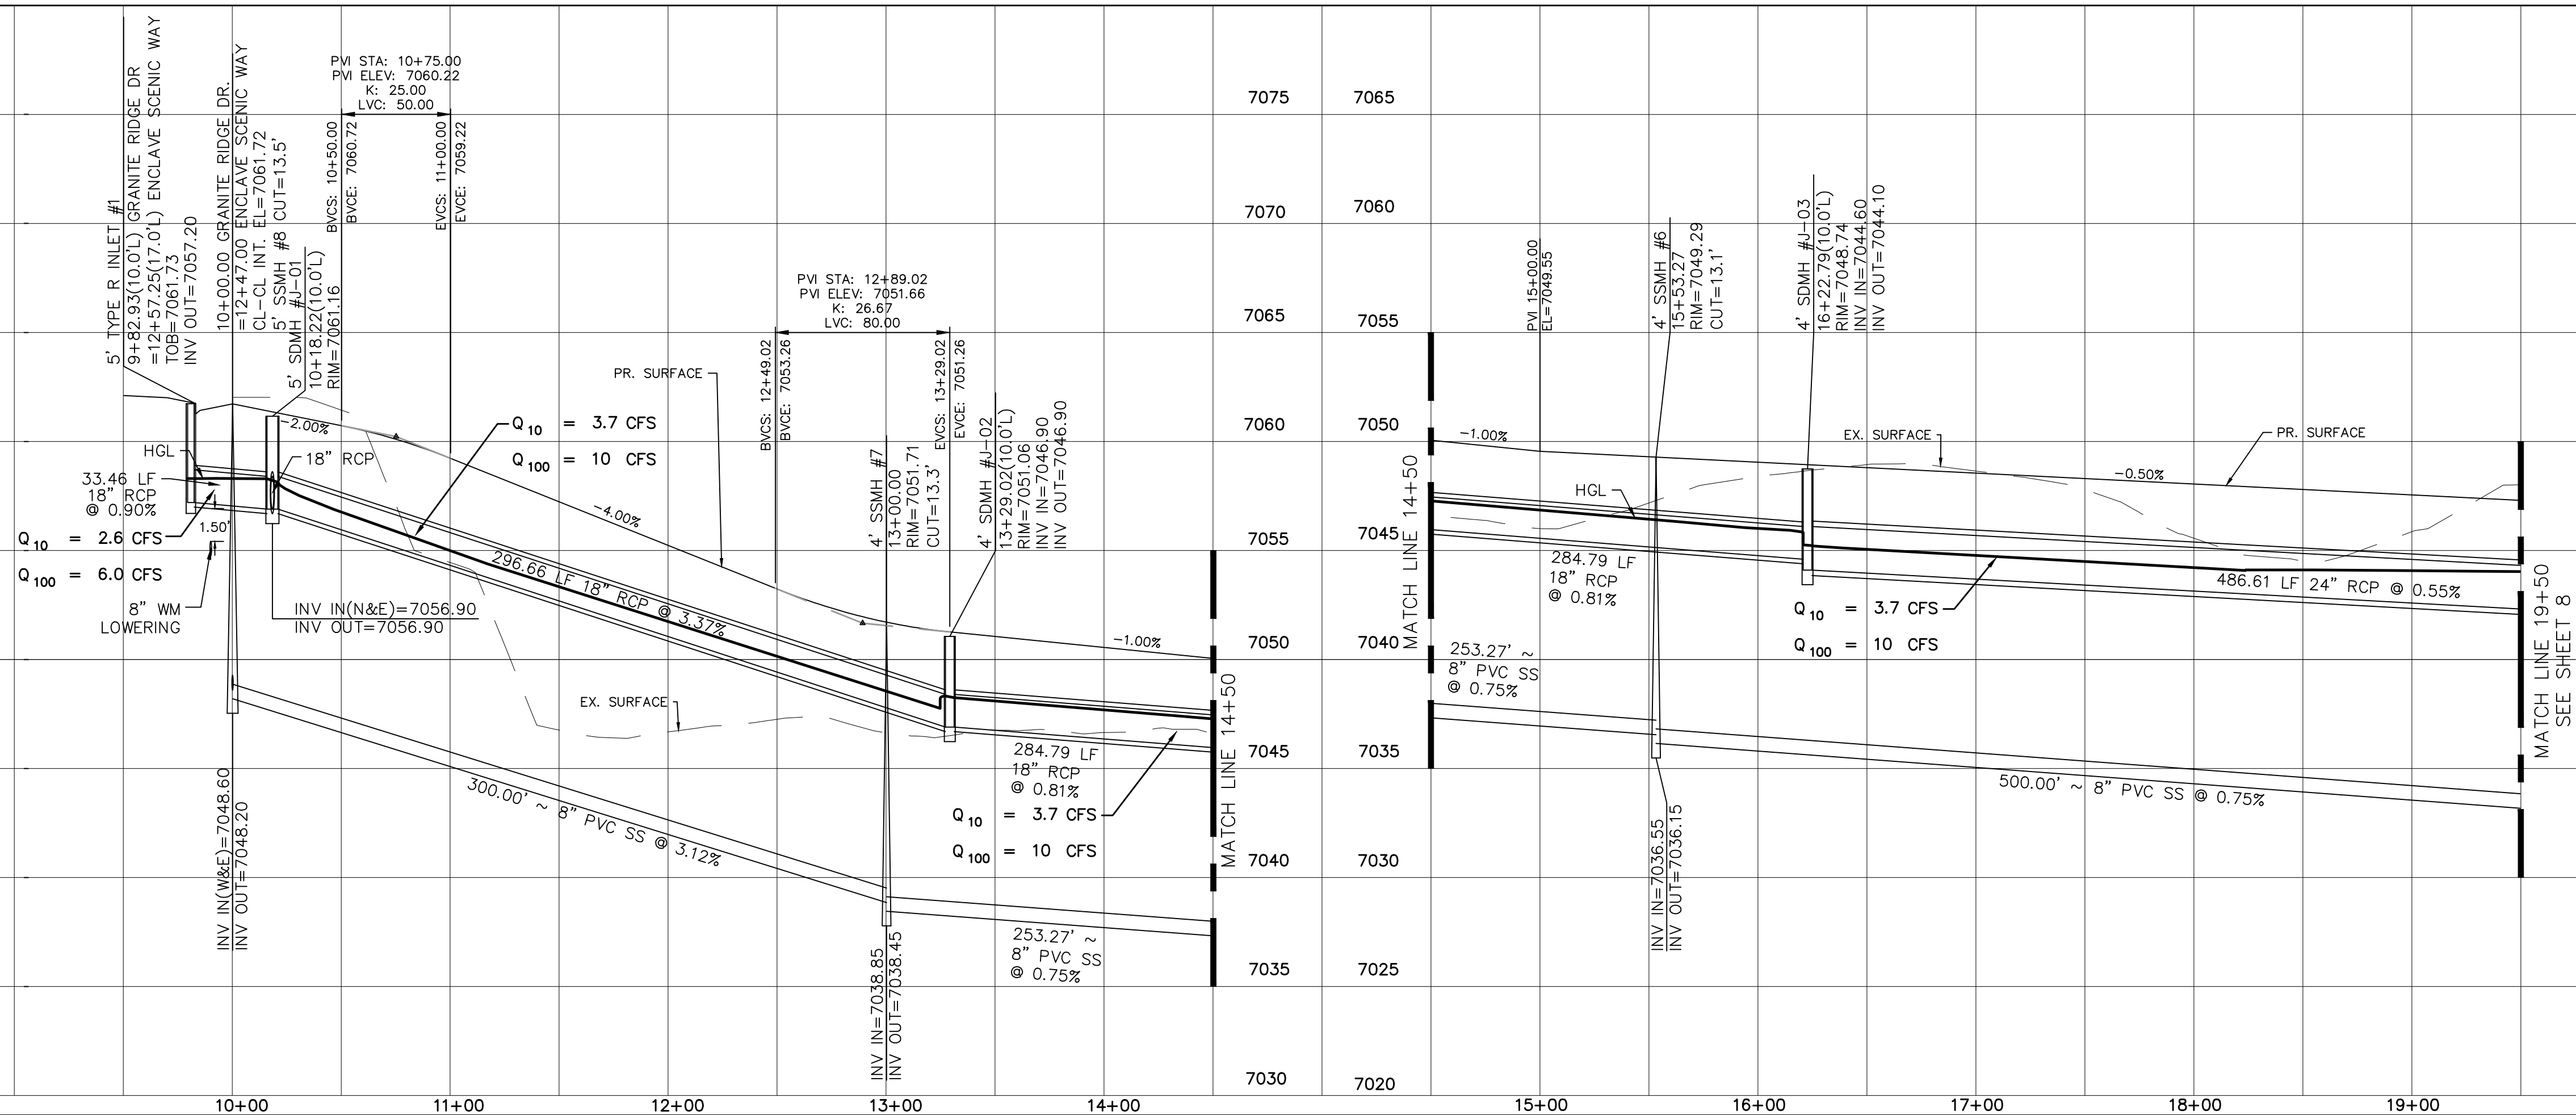 5' TYPE R INLET #1
9+82.93(10.0'L) GRANITE RIDGE DR
=12+57.25(17.0'L) ENCLAVE SCENIC WAY
TOB=7061.73
INV OUT=7057.20
10+00.00 GRANITE RIDGE DR.
=12+47.00 ENCLAVE SCENIC WAY
CL-CL INT. EL=7061.72
5' SSMH #8 CUT=13.5'
5' SDMH #J-01
10+18.22(10.0'L)
RIM=7061.16
PVI STA: 10+75.00
PVI ELEV: 7060.22
K: 25.00
LVC: 50.00
BVCS: 10+50.00
BVCE: 7060.72
EVCS: 11+00.00
EVCE: 7059.22
-2.00%
HGL
18" RCP
33.46 LF
18" RCP
@ 0.90%
1.50'
Q10 = 2.6 CFS
Q100 = 6.0 CFS
8" WM
LOWERING
INV IN(N&E)=7056.90
INV OUT=7056.90
Q10 = 3.7 CFS
Q100 = 10 CFS
PR. SURFACE
-4.00%
296.66 LF 18" RCP @ 3.37%
EX. SURFACE
INV IN(W&E)=7048.60
INV OUT=7048.20
300.00' ~ 8" PVC SS @ 3.12%
PVI STA: 12+89.02
PVI ELEV: 7051.66
K: 26.67
LVC: 80.00
BVCS: 12+49.02
BVCE: 7053.26
EVCS: 13+29.02
EVCE: 7051.26
4' SSMH #7
13+00.00
RIM=7051.71
CUT=13.3'
4' SDMH #J-02
13+29.02(10.0'L)
RIM=7051.06
INV IN=7046.90
INV OUT=7046.90
-1.00%
284.79 LF
18" RCP
@ 0.81%
Q10 = 3.7 CFS
Q100 = 10 CFS
253.27' ~
8" PVC SS
@ 0.75%
INV IN=7038.85
INV OUT=7038.45
MATCH LINE 14+50
7075
7070
7065
7060
7055
7050
7045
7040
7035
7030
7065
7060
7055
7050
7045
7040
7035
7030
7025
7020
MATCH LINE 14+50
-1.00%
PVI 15+00.00
EL=7049.55
4' SSMH #6
15+53.27
RIM=7049.29
CUT=13.1'
4' SDMH #J-03
16+22.79(10.0'L)
RIM=7048.74
INV IN=7044.60
INV OUT=7044.10
HGL
EX. SURFACE
PR. SURFACE
-0.50%
284.79 LF
18" RCP
@ 0.81%
486.61 LF 24" RCP @ 0.55%
Q10 = 3.7 CFS
Q100 = 10 CFS
253.27' ~
8" PVC SS
@ 0.75%
500.00' ~ 8" PVC SS @ 0.75%
INV IN=7036.55
INV OUT=7036.15
MATCH LINE 19+50
SEE SHEET 8
10+00 11+00 12+00 13+00 14+00 15+00 16+00 17+00 18+00 19+00